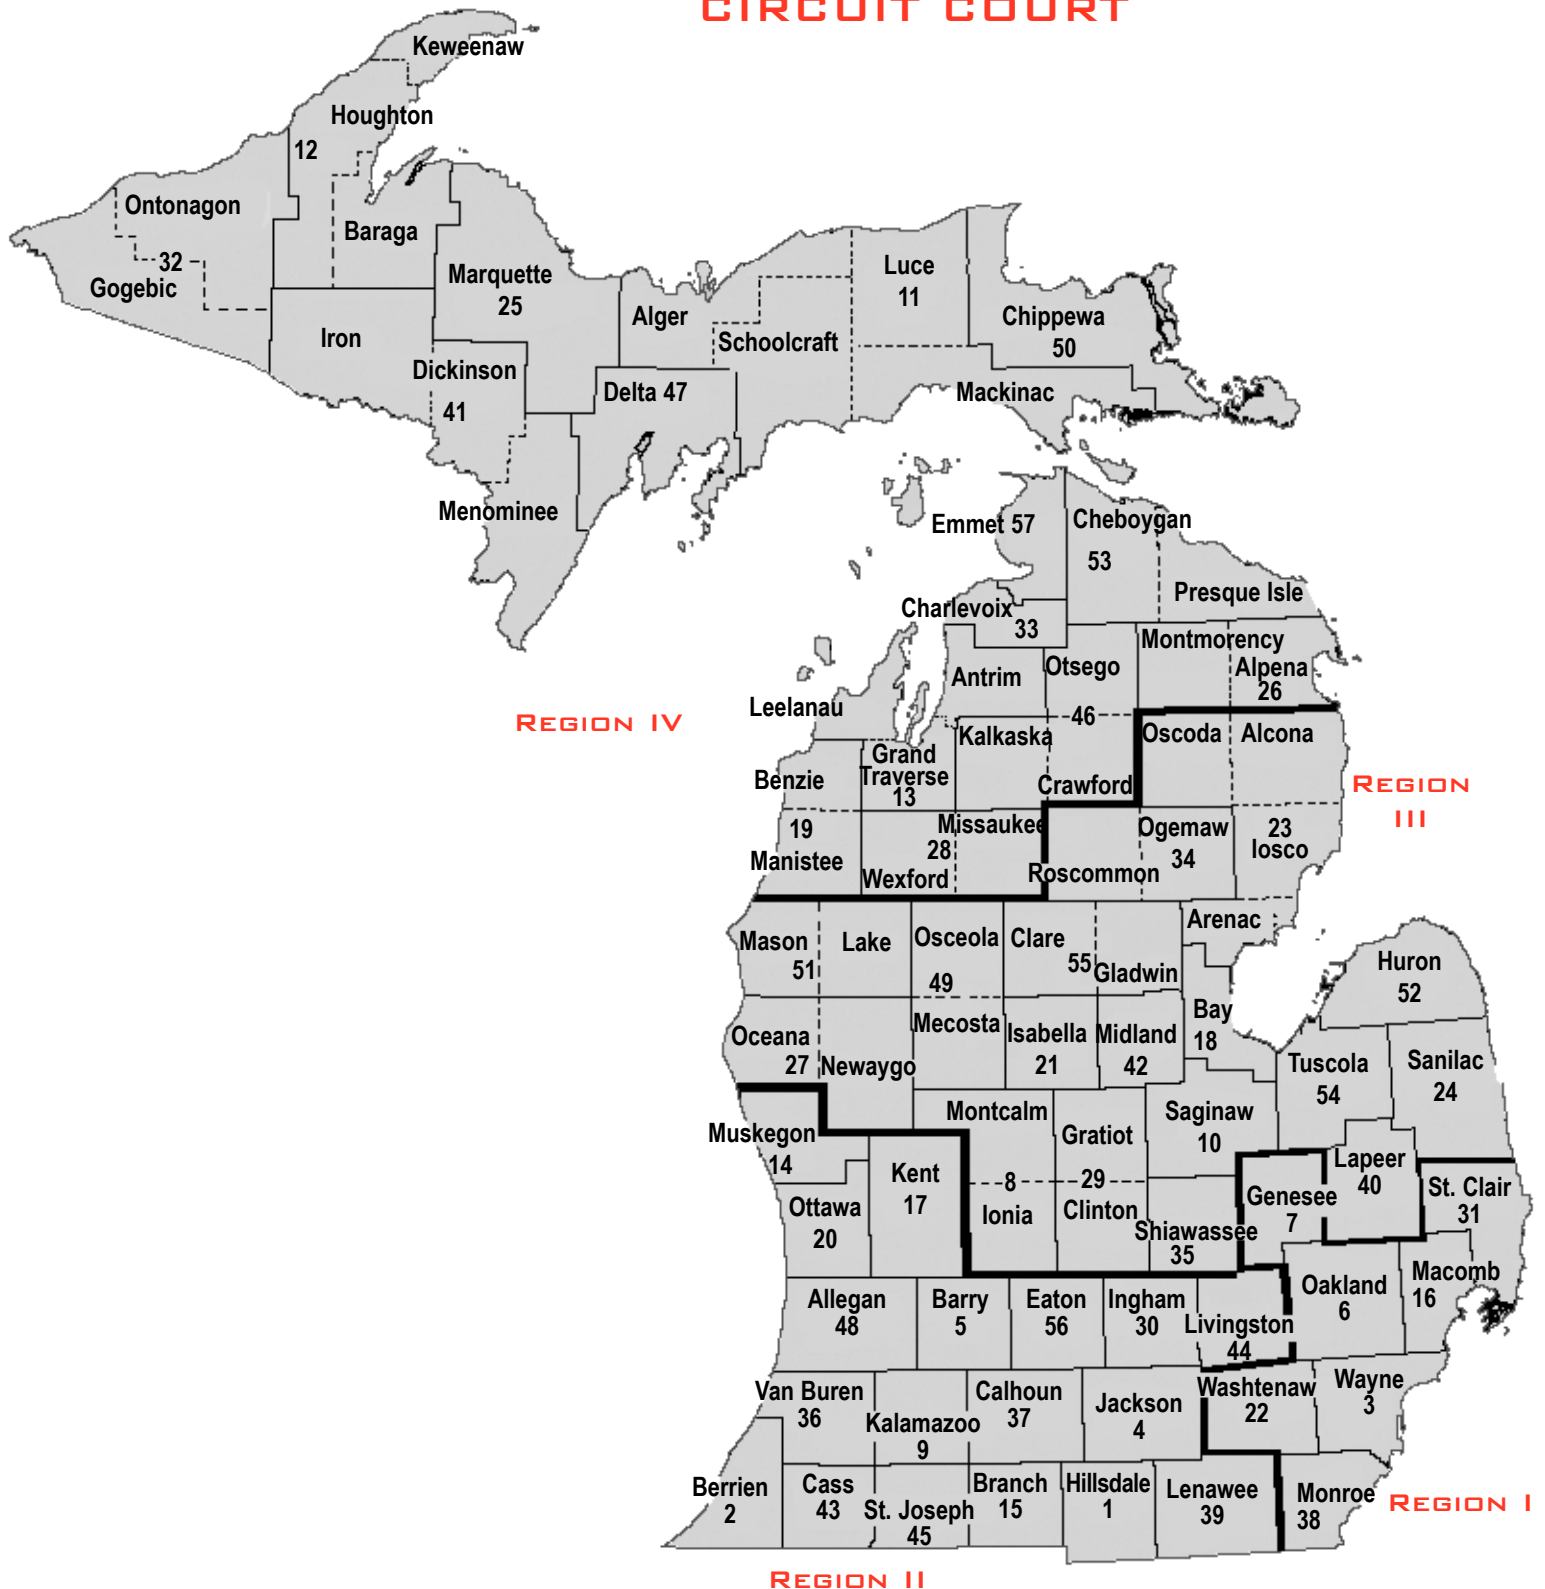 CIRCUIT COURT
Keweenaw
Houghton
12
Ontonagon
Baraga
32
Gogebic
Marquette
25
Luce
11
Alger
Chippewa
50
Iron
Schoolcraft
Dickinson
41
Delta 47
Mackinac
Menominee
Emmet 57
Cheboygan
53
Presque Isle
Charlevoix
33
Montmorency
Antrim
Otsego
Alpena
26
Leelanau
REGION IV
46
Kalkaska
Oscoda
Alcona
Grand
Traverse
13
Benzie
Crawford
REGION
III
19
Manistee
Missaukee
28
Wexford
Ogemaw
34
23
Iosco
Roscommon
Arenac
Mason
51
Lake
Osceola
49
Clare
55
Gladwin
Huron
52
Oceana
27
Newaygo
Mecosta
Isabella
21
Midland
42
Bay
18
Tuscola
54
Sanilac
24
Muskegon
14
Montcalm
Gratiot
Saginaw
10
Kent
17
8
29
Lapeer
40
Genesee
7
St. Clair
31
Ottawa
20
Ionia
Clinton
Shiawassee
35
Allegan
48
Barry
5
Eaton
56
Ingham
30
Livingston
44
Oakland
6
Macomb
16
Van Buren
36
Kalamazoo
9
Calhoun
37
Jackson
4
Washtenaw
22
Wayne
3
Berrien
2
Cass
43
St. Joseph
45
Branch
15
Hillsdale
1
Lenawee
39
Monroe
38
REGION I
REGION II